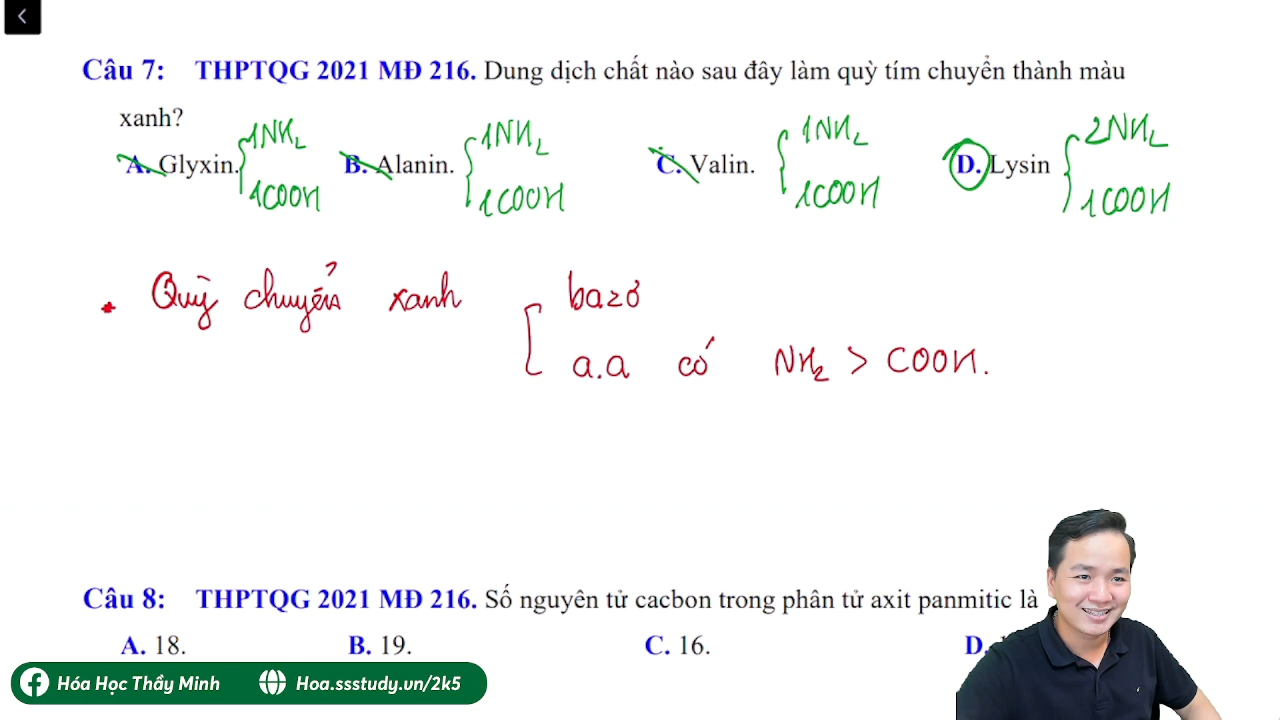 Câu 7: THPTQG 2021 MĐ 216. Dung dịch chất nào sau đây làm quỳ tím chuyển thành màu
xanh?
A. Glyxin. 1NH2 1COOH B. Alanin. 1NH2 1COOH C. Valin. 1NH2 1COOH D. Lysin 2NH2 1COOH
* Quỳ chuyển xanh bazơ
a.a có NH2 > COOH.
Câu 8: THPTQG 2021 MĐ 216. Số nguyên tử cacbon trong phân tử axit panmitic là
A. 18. B. 19. C. 16. D.
Hóa Học Thầy Minh Hoa.ssstudy.vn/2k5